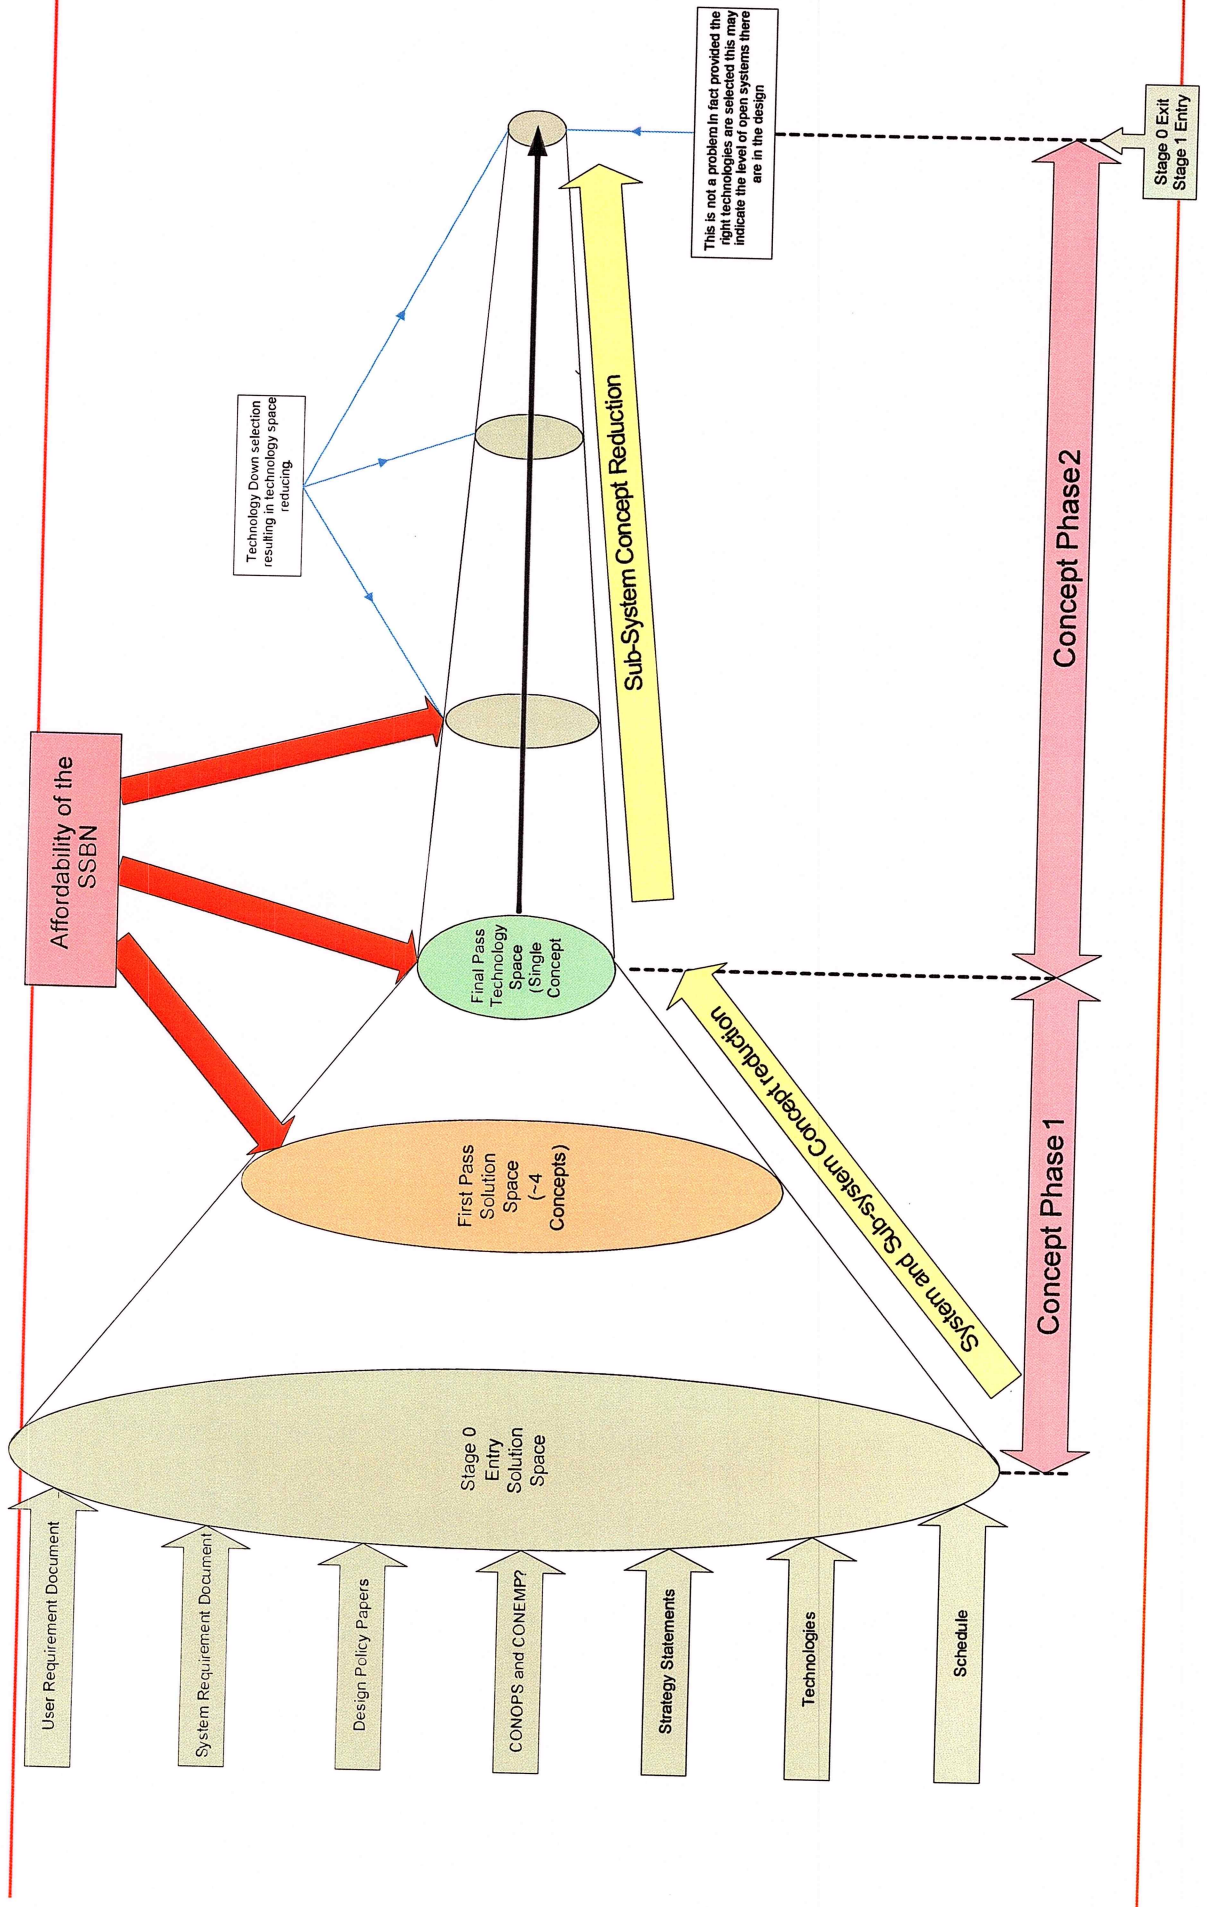 Affordability of the
SSBN
Technology Down selection
resulting in technology space
reducing.
User Requirement Document
System Requirement Document
Design Policy Papers
CONOPS and CONEMP?
Strategy Statements
Technologies
Schedule
Stage 0
Entry
Solution
Space
First Pass
Solution
Space
(~4
Concepts)
Final Pass
Technology
Space
(Single
Concept
System and Sub-system Concept reduction
Sub-System Concept Reduction
This is not a problem In fact provided the
right technologies are selected this may
indicate the level of open systems there
are in the design
Concept Phase 1
Concept Phase 2
Stage 0 Exit
Stage 1 Entry